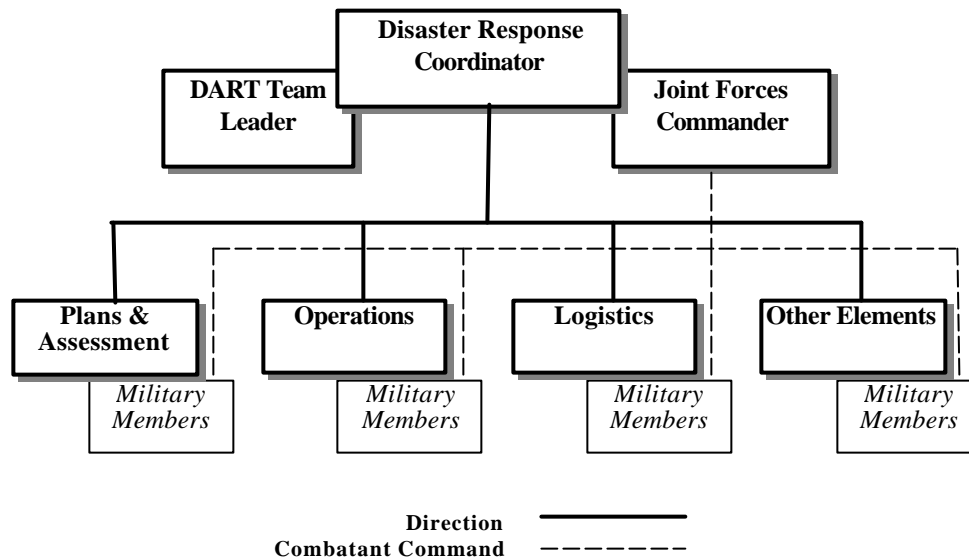 Disaster Response
Coordinator
DART Team
Leader
Joint Forces
Commander
Plans &
Assessment
Operations
Logistics
Other Elements
Military
Members
Military
Members
Military
Members
Military
Members
Direction
Combatant Command